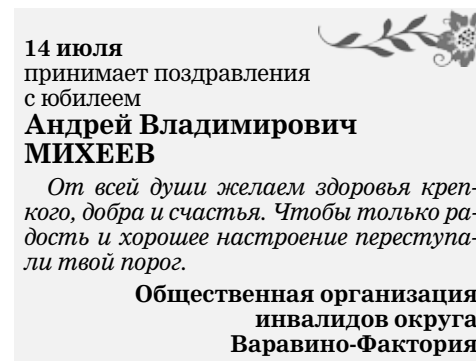 14 июля
принимает поздравления
с юбилеем
Андрей Владимирович
МИХЕЕВ
От всей души желаем здоровья креп-
кого, добра и счастья. Чтобы только ра-
дость и хорошее настроение переступа-
ли твой порог.
Общественная организация
инвалидов округа
Варавино-Фактория